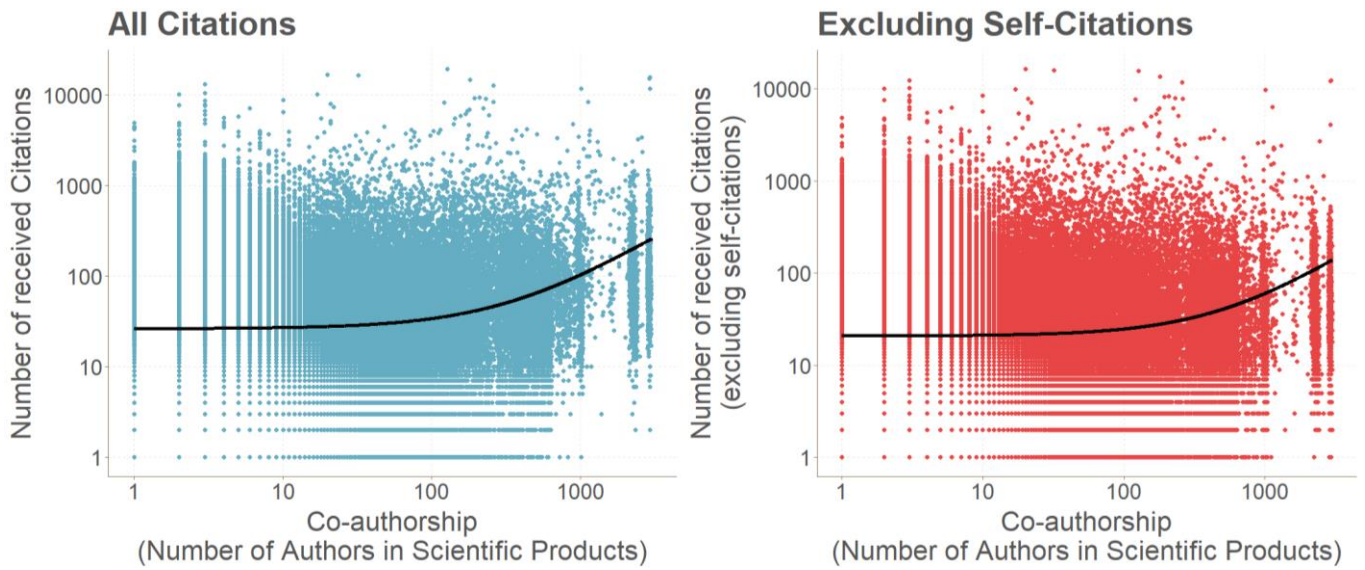 All Citations
Number of received Citations
10000
1000
100
10
1
1
10
100
1000
Co-authorship
(Number of Authors in Scientific Products)
Excluding Self-Citations
Number of received Citations
(excluding self-citations)
10000
1000
100
10
1
1
10
100
1000
Co-authorship
(Number of Authors in Scientific Products)